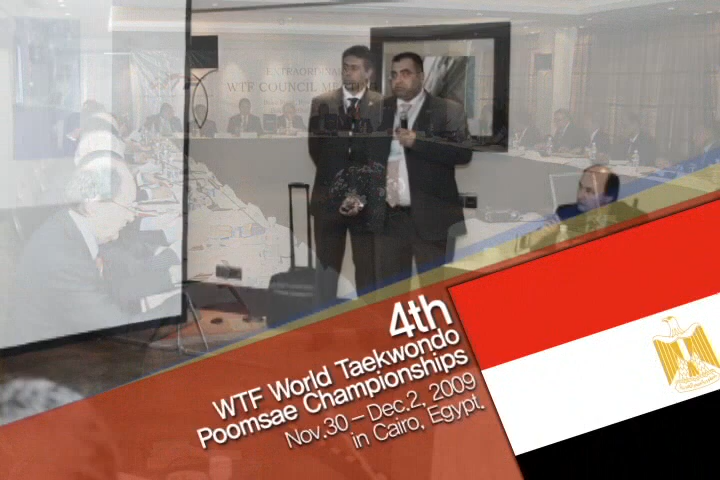 WTF COUNCIL
4th
WTF World Taekwondo
Poomsae Championships
Nov.30 – Dec.2, 2009
in Cairo, Egypt.